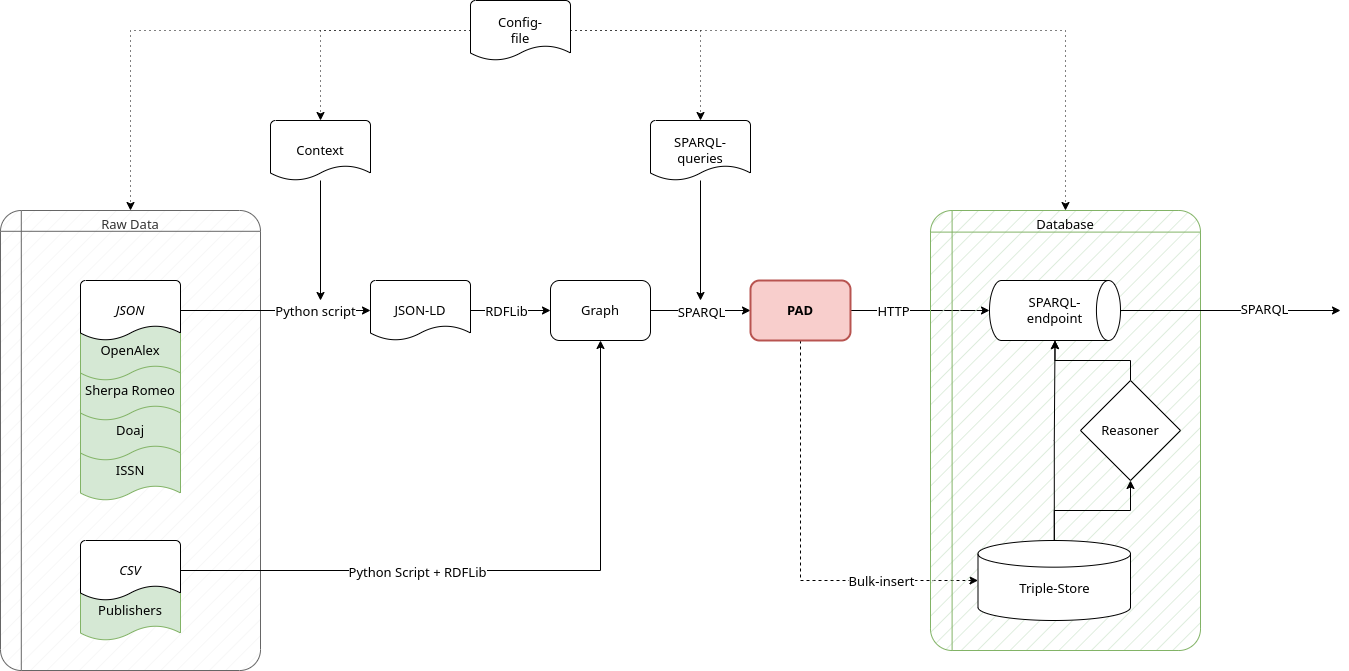 Config-
file
Context
SPARQL-
queries
Raw Data
Database
JSON
Python script
JSON-LD
RDFLib
Graph
SPARQL
PAD
HTTP
SPARQL-
endpoint
SPARQL
OpenAlex
Sherpa Romeo
Doaj
ISSN
Reasoner
CSV
Python Script + RDFLib
Bulk-insert
Triple-Store
Publishers